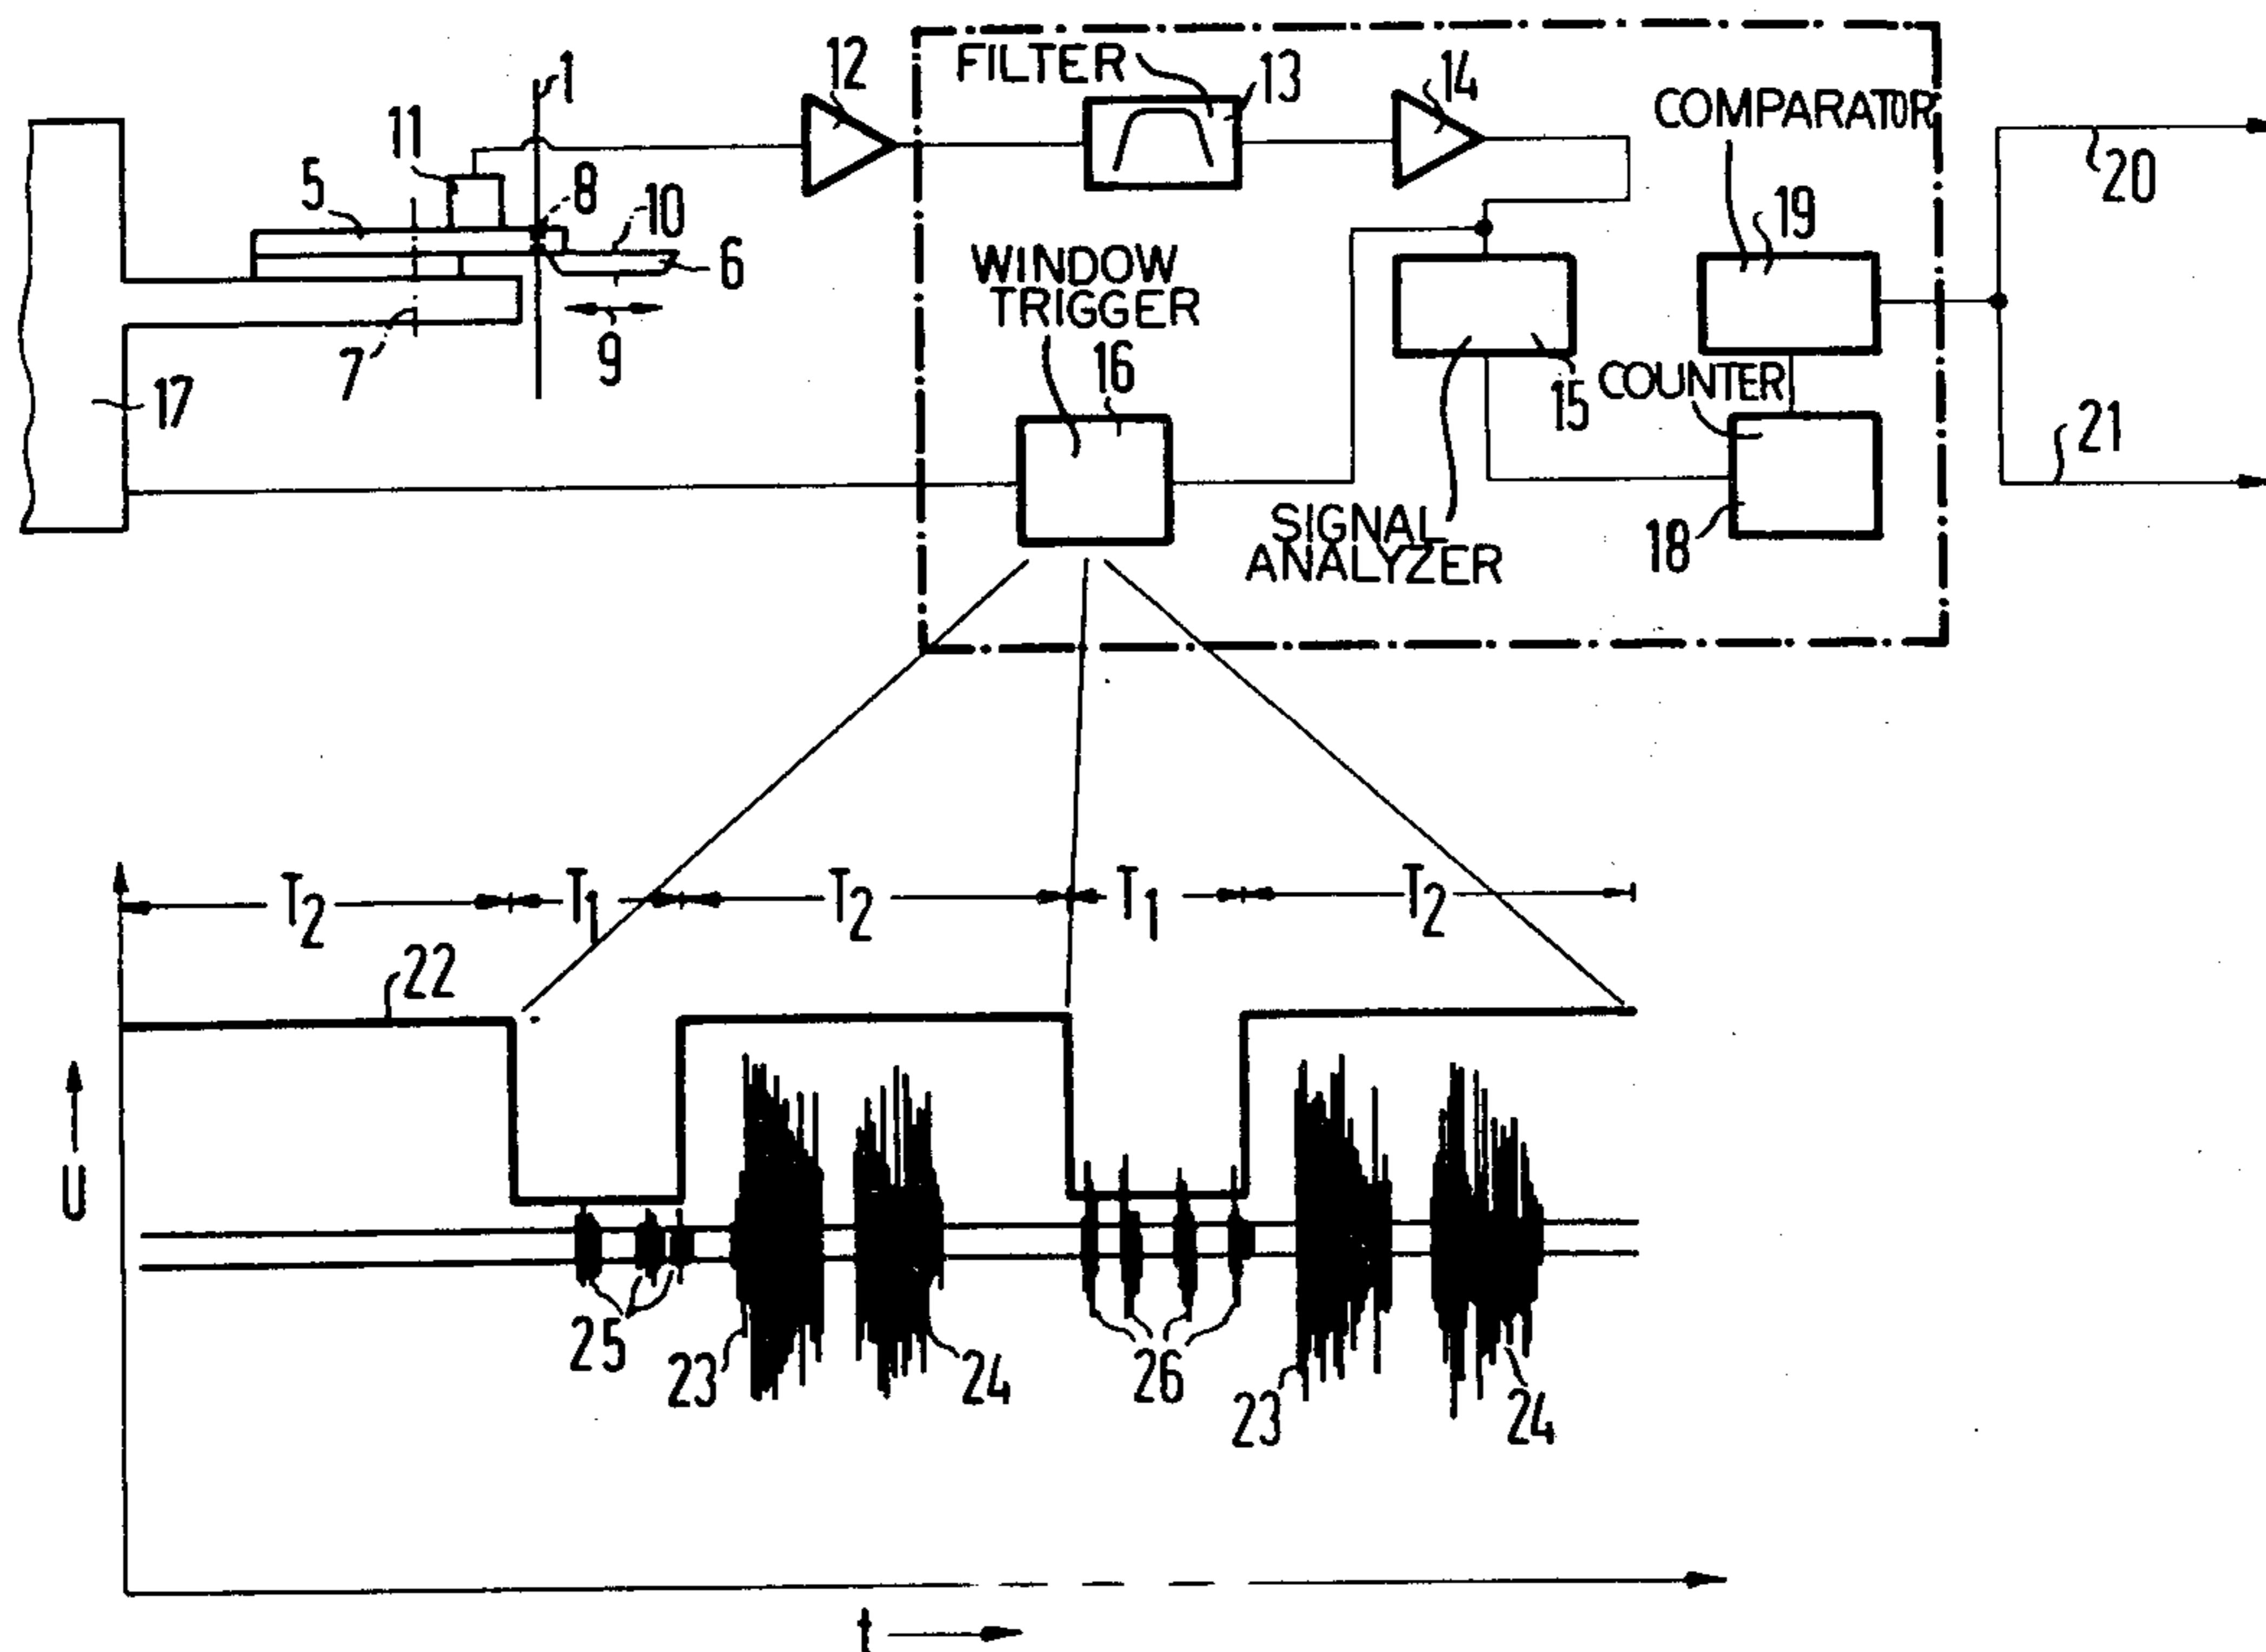 FILTER
12
13
14
1
COMPARATOR
11
5
8
10
6
20
19
WINDOW
TRIGGER
7
9
16
15
COUNTER
17
21
SIGNAL
ANALYZER
18
T2
T1
T2
T1
T2
22
U
25
23
24
26
23
24
t